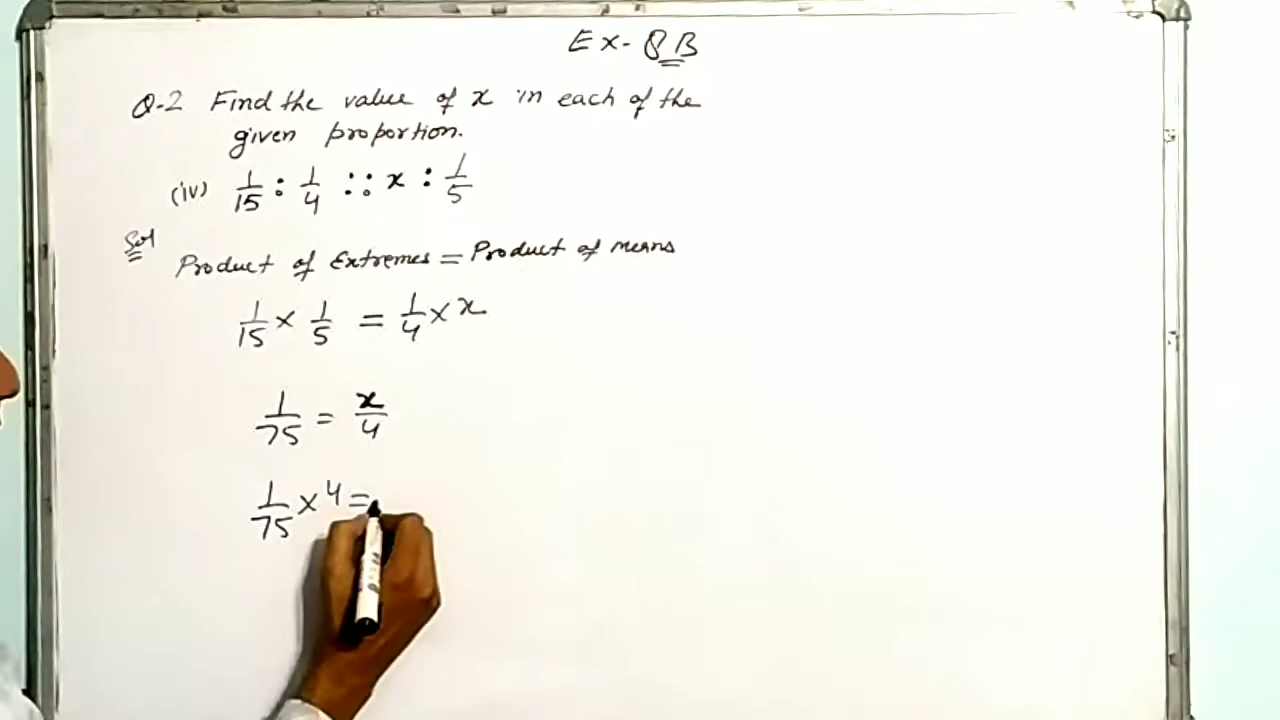 Ex- 8B
Q-2 Find the value of x in each of the
given proportion.
(iv) 1/15 : 1/4 :: x : 1/5
Sol
Product of Extremes = Product of means
1/15 × 1/5 = 1/4 × x
1/75 = x/4
1/75 × 4 =